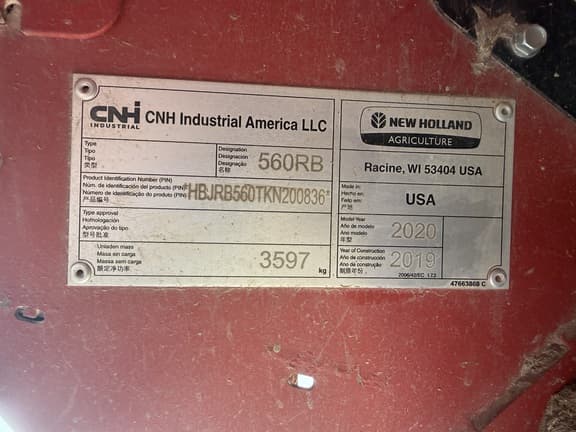 CNH
INDUSTRIAL
CNH Industrial America LLC
Type
Tipo
Tipo
类型
Designation
Designación
Designação
名称
560RB
Product Identification Number (PIN)
Núm. de identificación del producto (PIN)
Número de identificação do produto (PIN)
产品编号
*HBJRB560TKN200836*
Type approval
Homologación
Aprovação do tipo
型号批准
Unladen mass
Masa sin carga
Massa sem carga
额定净功率
3597 kg
NEW HOLLAND
AGRICULTURE
Racine, WI 53404 USA
Made in:
Hecho en:
Feito em:
产地
USA
Model Year
Año de modelo
Ano modelo
年型
2020
Year of Construction
Año de construcción
Ano da construção
制造年份
2019
2006/42/EC, 1.7.3
47663868 C